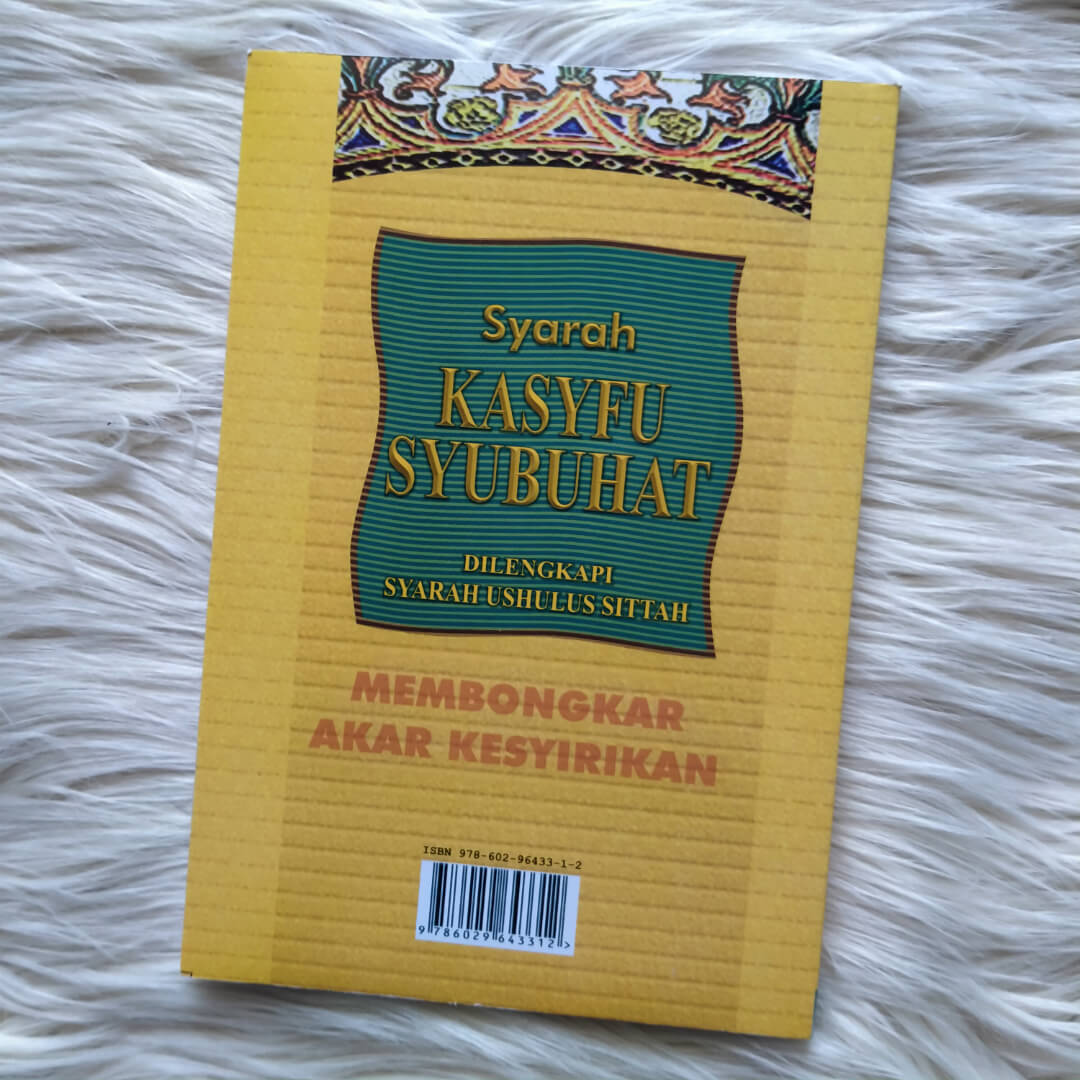 Syarah
KASYFU
SYUBUHAT
DILENGKAPI
SYARAH USHULUS SITTAH
MEMBONGKAR
AKAR KESYIRIKAN
ISBN 978-602-96433-1-2
9 786029 643312 >